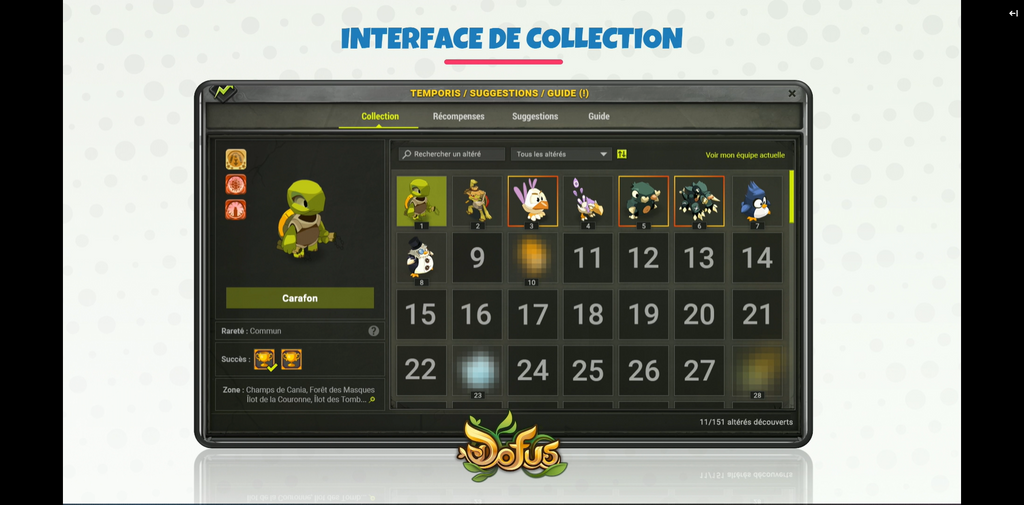 INTERFACE DE COLLECTION
TEMPORIS / SUGGESTIONS / GUIDE (!)
Collection
Récompenses
Suggestions
Guide
Rechercher un altéré
Tous les altérés
Voir mon équipe actuelle
1
2
3
4
5
6
7
8
9
10
11
12
13
14
15
16
17
18
19
20
21
22
23
24
25
26
27
28
Carafon
Rareté : Commun
?
Succès :
Zone : Champs de Cania, Forêt des Masques
Îlot de la Couronne, Îlot des Tomb...
11/151 altérés découverts
DOFUS